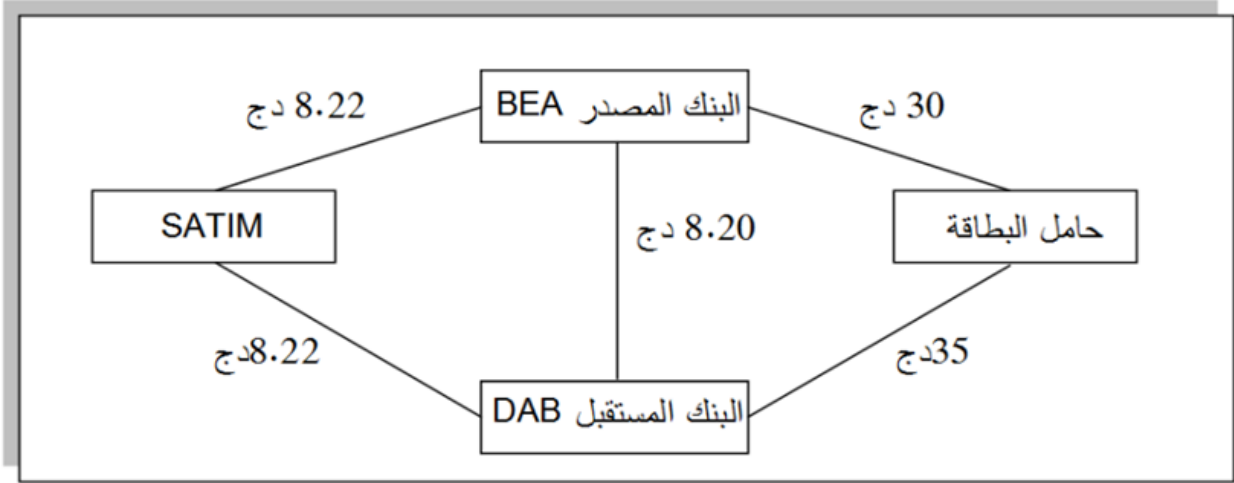 البنك المصدر BEA
8.22 دج
30 دج
SATIM
8.20 دج
حامل البطاقة
8.22دج
35دج
البنك المستقبل DAB